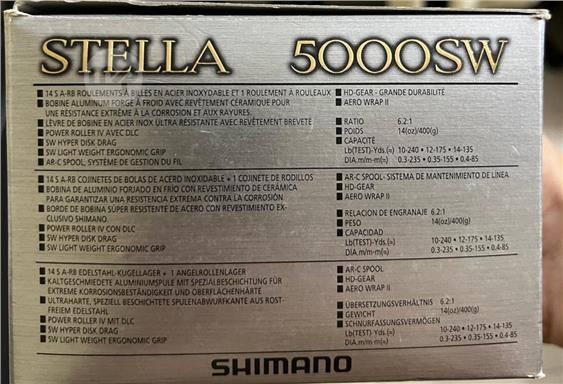 STELLA 5000SW
■ 14 S A-RB ROULEMENTS À BILLES EN ACIER INOXYDABLE ET 1 ROULEMENT À ROULEAUX
■ BOBINE ALUMINUM FORGÉ À FROID AVEC REVÊTEMENT CÉRAMIQUE POUR
UNE RÉSISTANCE EXTRÊME À LA CORROSION ET AUX RAYURES.
■ LÈVRE DE BOBINE EN ACIER INOX ULTRA RÉSISTANTE AVEC REVÊTEMENT BREVETÉ
■ POWER ROLLER IV AVEC DLC
■ SW HYPER DISK DRAG
■ SW LIGHT WEIGHT ERGONOMIC GRIP
■ AR-C SPOOL, SYSTÈME DE GESTION DU FIL
■ HD-GEAR - GRANDE DURABILITÉ
■ AERO WRAP II
■ RATIO 6.2:1
■ POIDS 14(oz)/400(g)
■ CAPACITÉ
Lb(TEST)-Yds.(≈) 10-240 • 12-175 • 14-135
DIA.m/m-m(≈) 0.3-235 • 0.35-155 • 0.4-85
■ 14 S A-RB COJINETES DE BOLAS DE ACERO INOXIDABLE + 1 COJINETE DE RODILLOS
■ BOBINA DE ALUMINIO FORJADO EN FRÍO CON REVESTIMIENTO DE CERÁMICA
PARA GARANTIZAR UNA RESISTENCIA EXTREMA CONTRA LA CORROSIÓN
■ BORDE DE BOBINA SÚPER RESISTENTE DE ACERO CON REVESTIMIENTO EX-
CLUSIVO SHIMANO.
■ POWER ROLLER IV CON DLC
■ SW HYPER DISK DRAG
■ SW LIGHT WEIGHT ERGONOMIC GRIP
■ AR-C SPOOL- SISTEMA DE MANTENIMIENTO DE LÍNEA
■ HD-GEAR
■ AERO WRAP II
■ RELACION DE ENGRANAJE 6.2:1
■ PESO 14(oz)/400(g)
■ CAPACIDAD
Lb(TEST)-Yds.(≈) 10-240 • 12-175 • 14-135
DIA.m/m-m(≈) 0.3-235 • 0.35-155 • 0.4-85
■ 14 S A-RB EDELSTAHL-KUGELLAGER + 1 ANGELROLLENLAGER
■ KALTGESCHMIEDETE ALUMINIUMSPULE MIT SPEZIALBESCHICHTUNG FÜR
EXTREME KORROSIONSBESTÄNDIGKEIT UND OBERFLÄCHENHÄRTE
■ ULTRAHARTE, SPEZIELL BESCHICHTETE SPULENABWURFKANTE AUS ROST-
FREIEM EDELSTAHL
■ POWER ROLLER IV MIT DLC
■ SW HYPER DISK DRAG
■ SW LIGHT WEIGHT ERGONOMIC GRIP
■ AR-C SPOOL
■ HD-GEAR
■ AERO WRAP II
■ ÜBERSETZUNGSVERHÄLTNIS 6.2:1
■ GEWICHT 14(oz)/400(g)
■ SCHNURFASSUNGSVERMÖGEN
Lb(TEST)-Yds.(≈) 10-240 • 12-175 • 14-135
DIA.m/m-m(≈) 0.3-235 • 0.35-155 • 0.4-85
SHIMANO